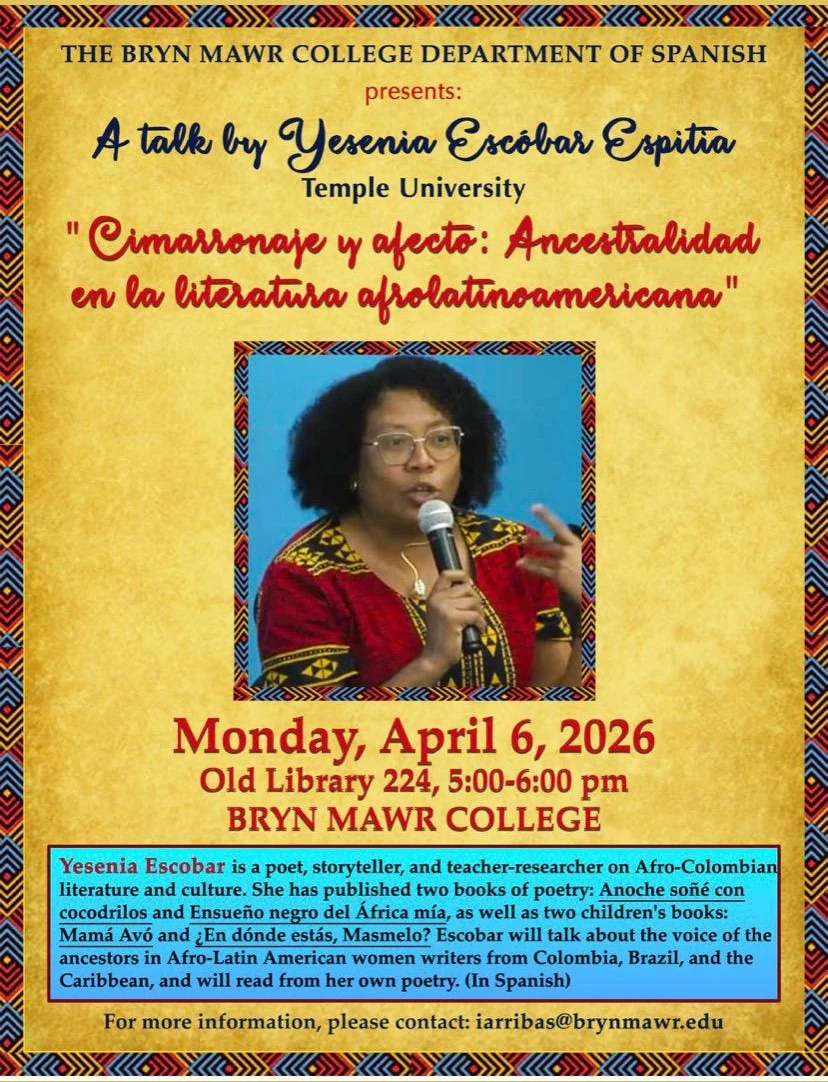 THE BRYN MAWR COLLEGE DEPARTMENT OF SPANISH
presents:
A talk by Yesenia Escóbar Espitia
Temple University
"Cimarronaje y afecto: Ancestralidad
en la literatura afrolatinoamericana"
Monday, April 6, 2026
Old Library 224, 5:00-6:00 pm
BRYN MAWR COLLEGE
Yesenia Escobar is a poet, storyteller, and teacher-researcher on Afro-Colombian
literature and culture. She has published two books of poetry: Anoche soñé con
cocodrilos and Ensueño negro del África mía, as well as two children's books:
Mamá Avó and ¿En dónde estás, Masmelo? Escobar will talk about the voice of the
ancestors in Afro-Latin American women writers from Colombia, Brazil, and the
Caribbean, and will read from her own poetry. (In Spanish)
For more information, please contact: iarribas@brynmawr.edu